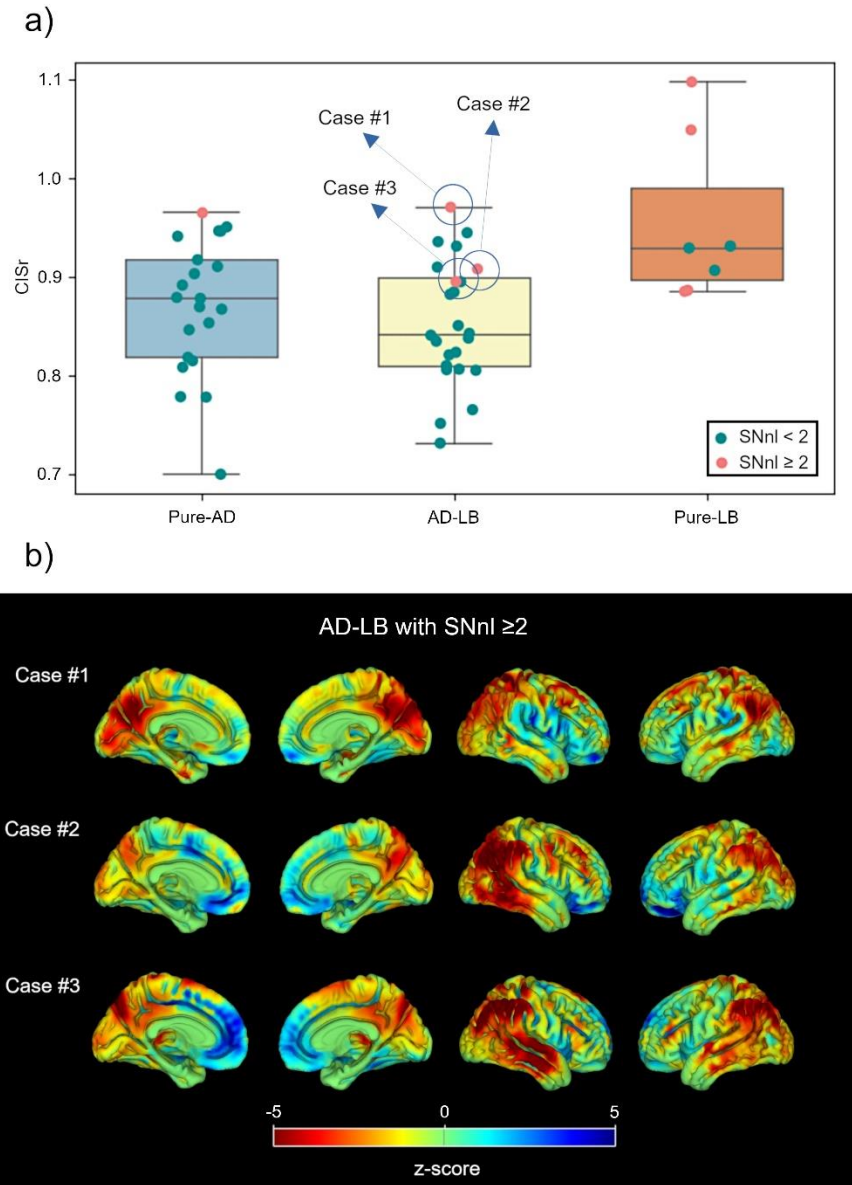 a)
1.1
1.0
0.9
0.8
0.7
CISr
Case #1
Case #2
Case #3
SNnl < 2
SNnl ≥ 2
Pure-AD
AD-LB
Pure-LB
b)
AD-LB with SNnl ≥2
Case #1
Case #2
Case #3
-5
0
5
z-score